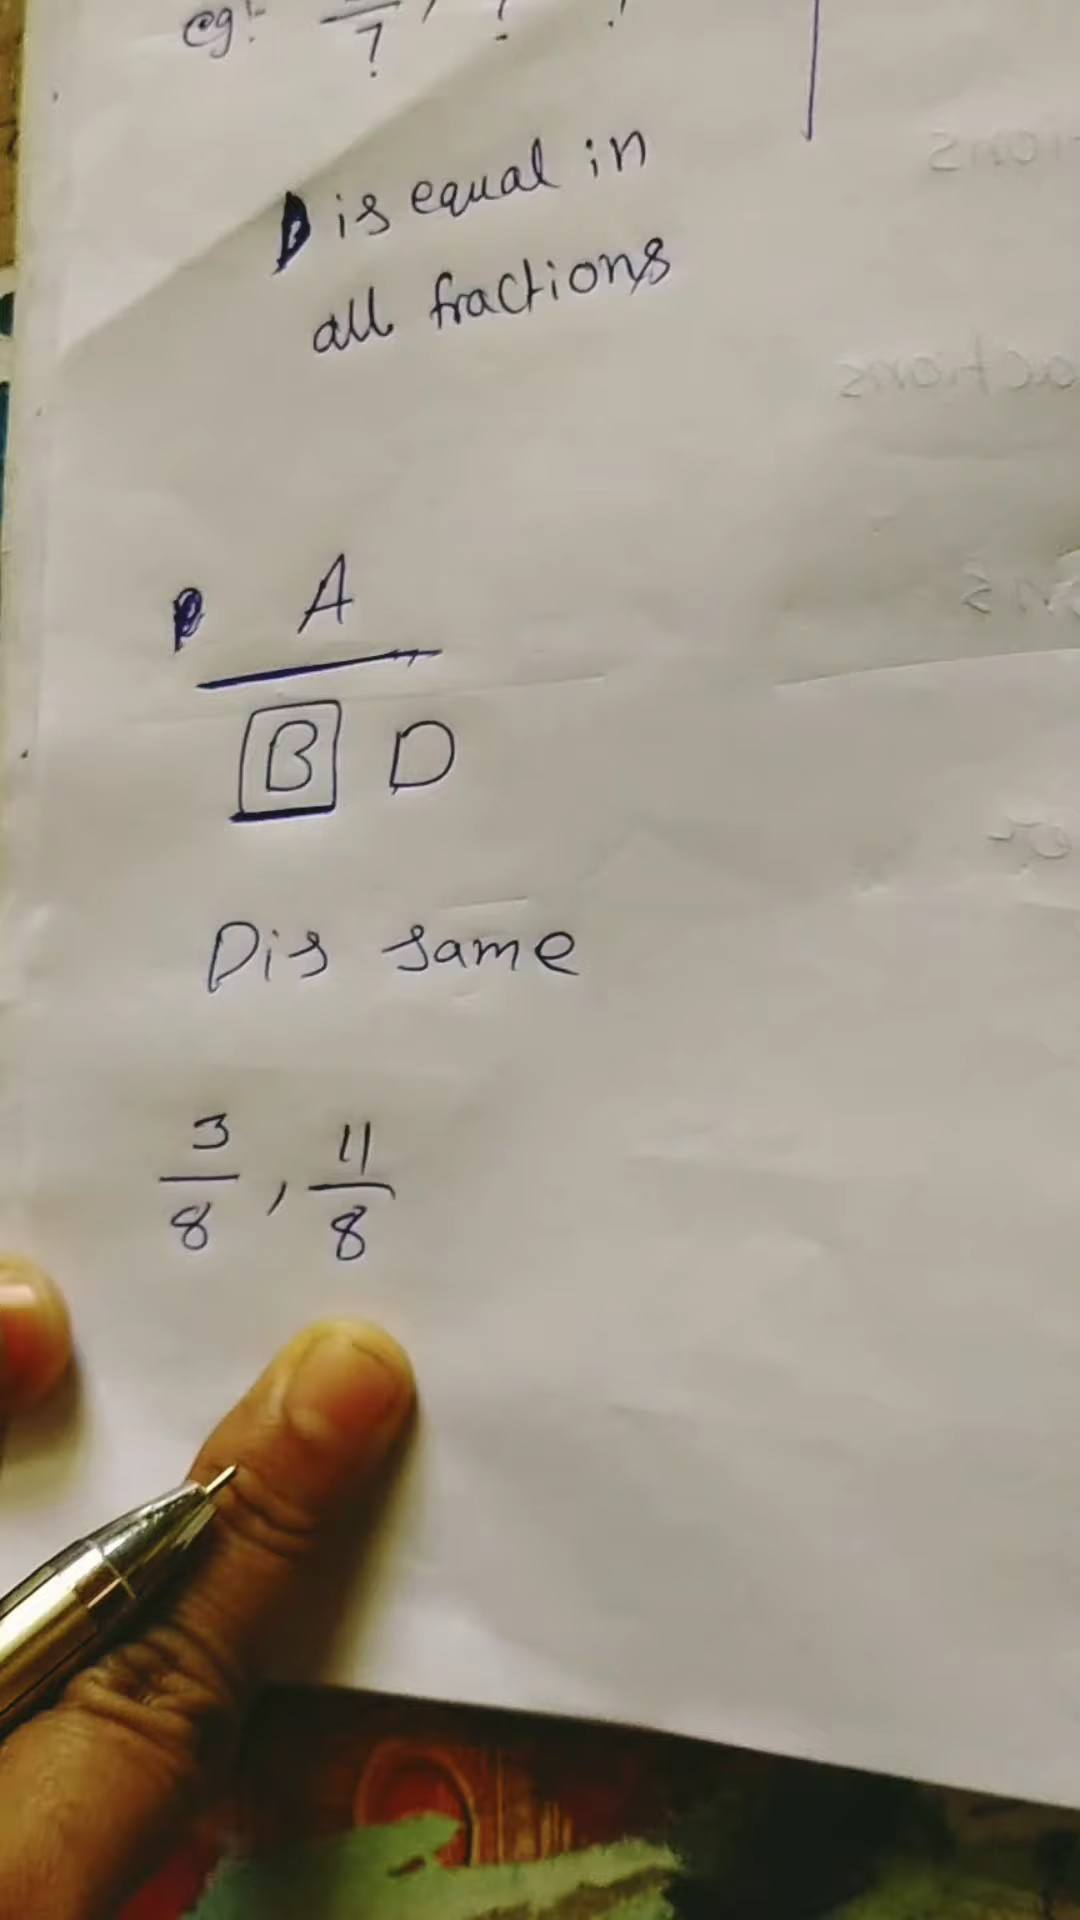 eg:-
7
D is equal in
all fractions
A
B D
D is same
3/8 , 11/8